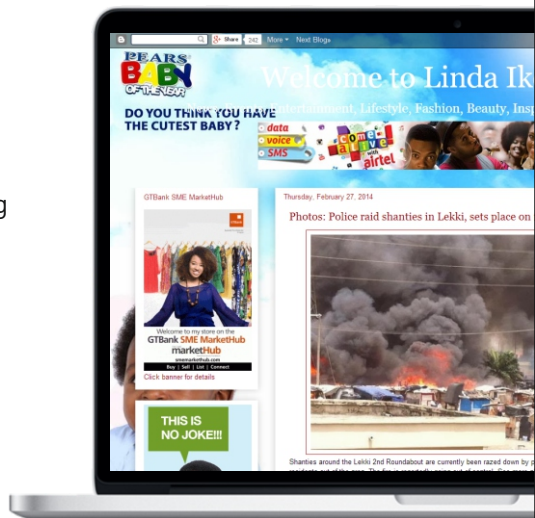 g
Share
242
More
Next Blog»
PEARS
BABY
OF THE YEAR
Welcome to Linda Ik
Entertainment, Lifestyle, Fashion, Beauty, Insp
DO YOU THINK YOU HAVE
THE CUTEST BABY?
data
voice
SMS
come
alive
with
airtel
GTBank SME MarketHub
Welcome to my store on the
GTBank SME MarketHub
marketHub
smemarkethub.com
Buy | Sell | List | Connect
Click banner for details
THIS IS
NO JOKE!!!
Thursday, February 27, 2014
Photos: Police raid shanties in Lekki, sets place on
Shanties around the Lekki 2nd Roundabout are currently been razed down by p